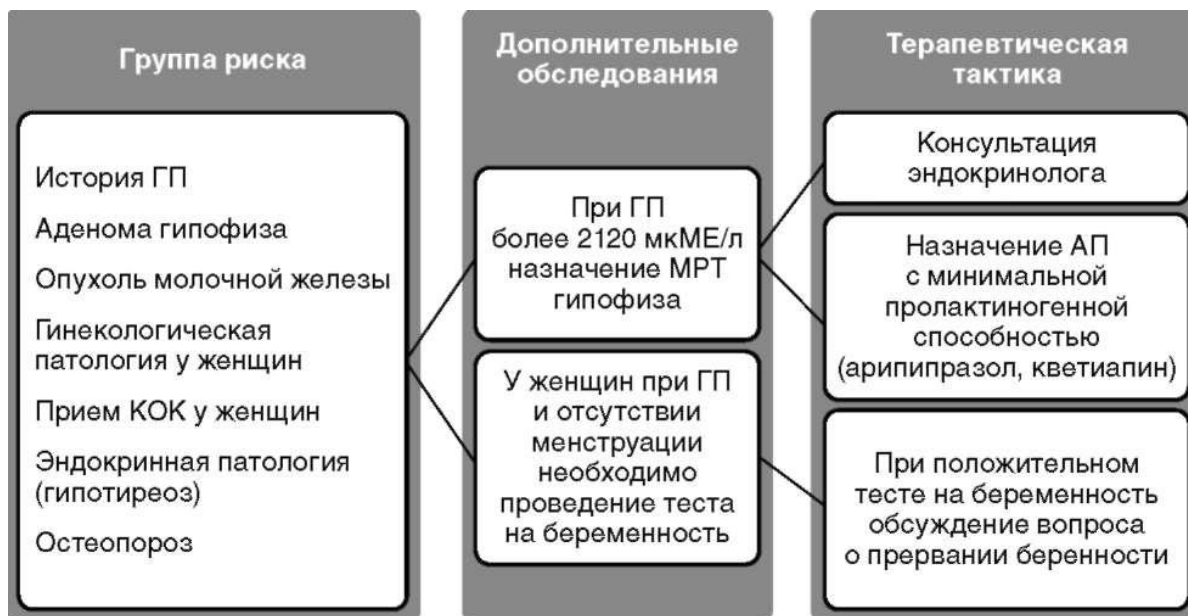 Группа риска
История ГП
Аденома гипофиза
Опухоль молочной железы
Гинекологическая
патология у женщин
Прием КОК у женщин
Эндокринная патология
(гипотиреоз)
Остеопороз
Дополнительные
обследования
При ГП
более 2120 мкМЕ/л
назначение МРТ
гипофиза
У женщин при ГП
и отсутствии
менструации
необходимо
проведение теста
на беременность
Терапевтическая
тактика
Консультация
эндокринолога
Назначение АП
с минимальной
пролактиногенной
способностью
(арипипразол, кветиапин)
При положительном
тесте на беременность
обсуждение вопроса
о прервании беренности